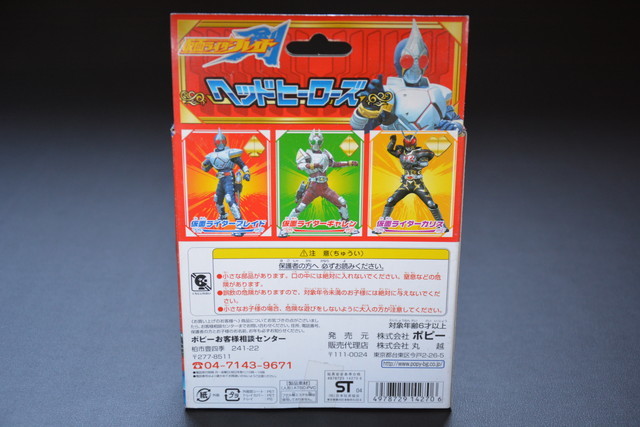 仮面ライダーブレイド
ヘッドヒーローズ
仮面ライダーブレイド
仮面ライダーギャレン
仮面ライダーカリス
注 意(ちゅうい)
保護者の方へ 必ずお読みください。
●小さな部品があります。口の中には絶対に入れないでください。窒息などの危
険があります。
●誤飲の危険がありますので、対象年令未満のお子様には絶対に与えないでください。
●小さなお子様の場合、危険な遊びをしないように大人の方が注意してください。
対象年齢6才以上
ポピーお客様相談センター
柏市豊四季 241-22
〒277-8511
☎04-7143-9671
発 売 元 株式会社 ポピー
販売代理店 株式会社 丸 越
〒111-0024 東京都台東区今戸2-26-5
http://www.popy-bp.co.jp/
紙
プラ
ST
04
4978729142706